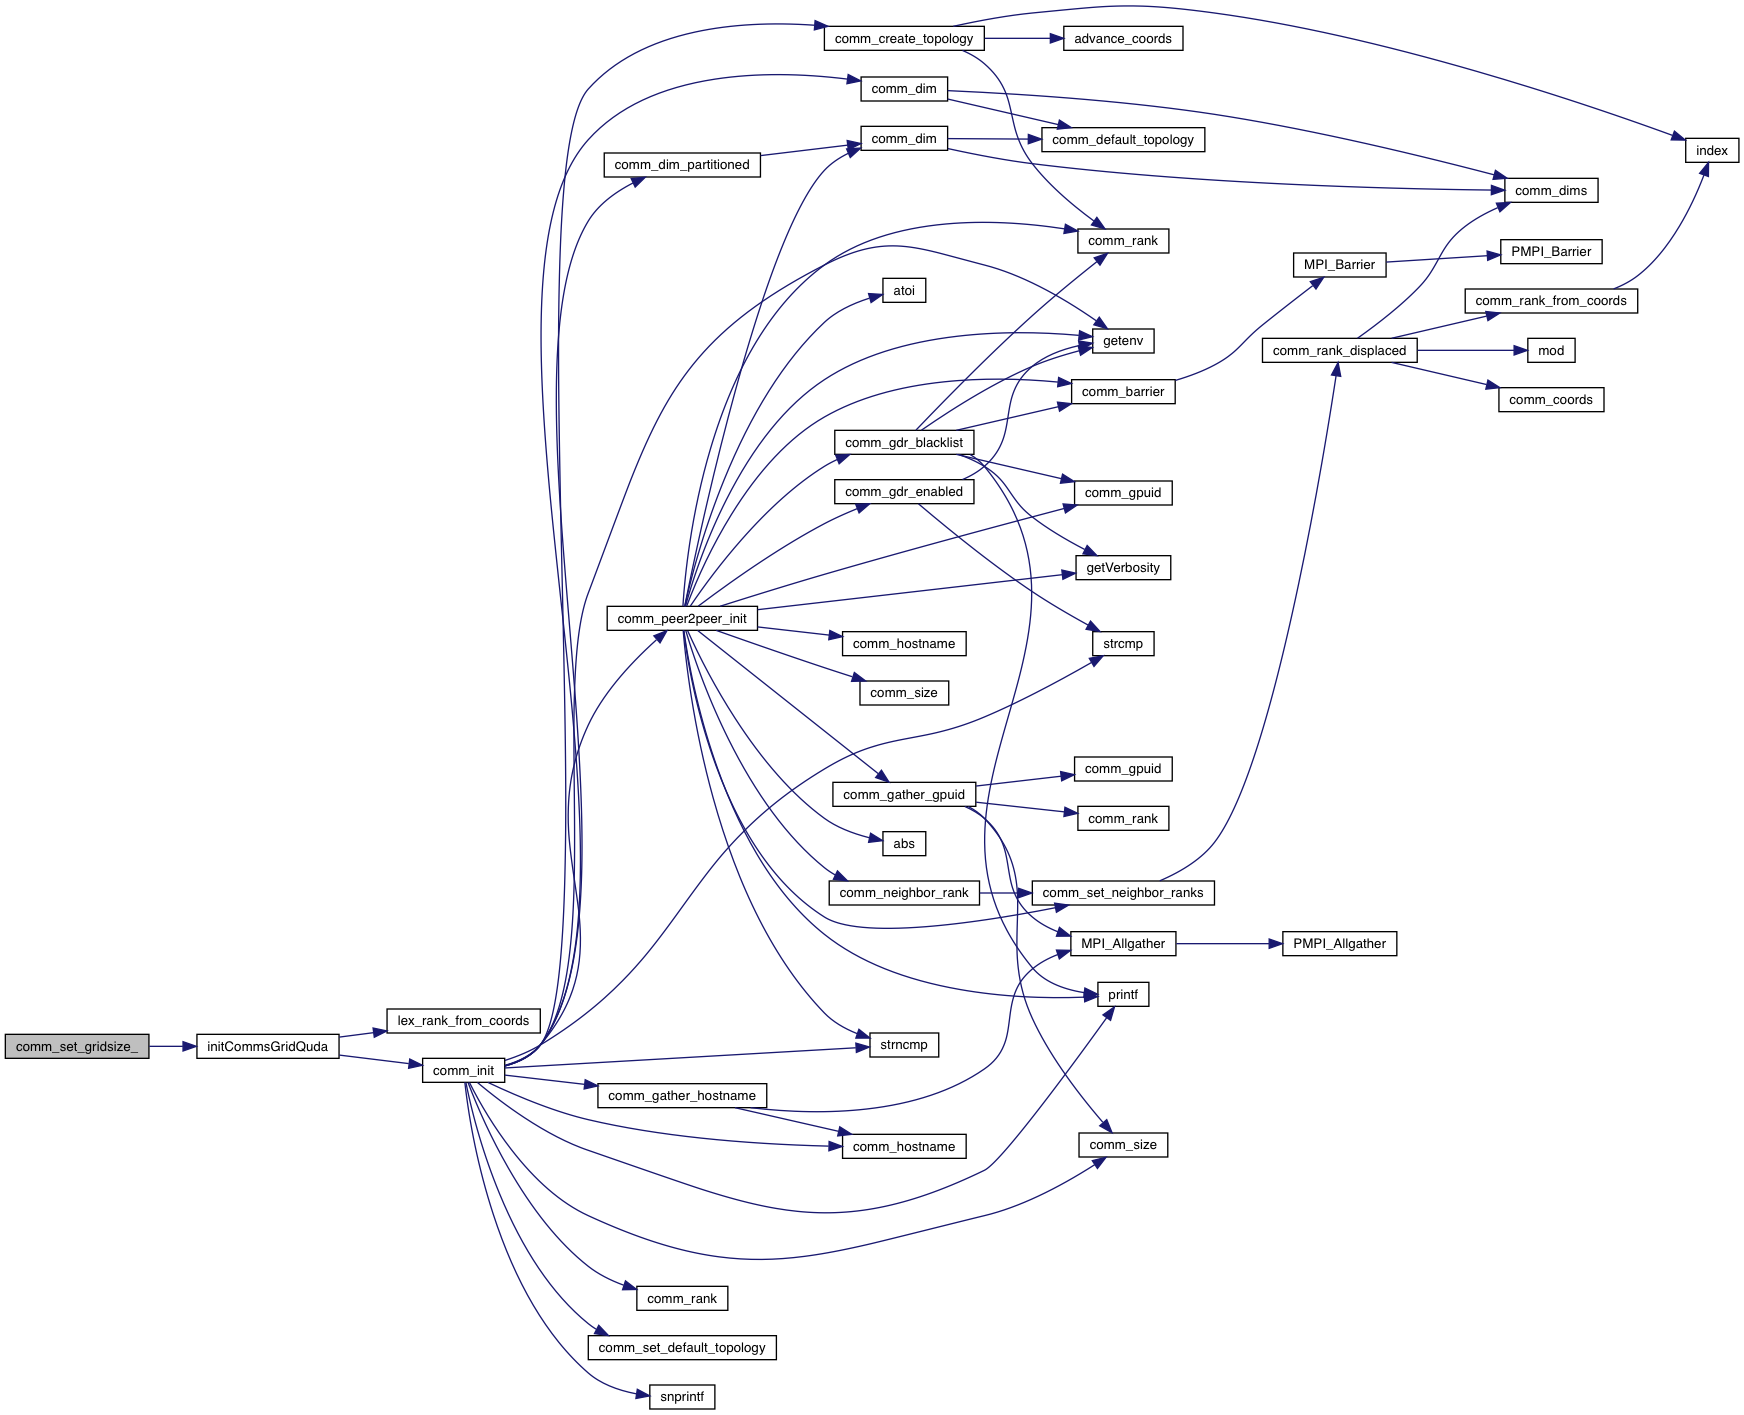 comm_create_topology
advance_coords
comm_dim
comm_dim
comm_default_topology
index
comm_dim_partitioned
comm_dims
comm_rank
MPI_Barrier
PMPI_Barrier
atoi
comm_rank_from_coords
getenv
comm_rank_displaced
mod
comm_barrier
comm_coords
comm_gdr_blacklist
comm_gdr_enabled
comm_gpuid
getVerbosity
comm_peer2peer_init
comm_hostname
strcmp
comm_size
comm_gpuid
comm_gather_gpuid
comm_rank
abs
comm_neighbor_rank
comm_set_neighbor_ranks
MPI_Allgather
PMPI_Allgather
printf
lex_rank_from_coords
comm_set_gridsize_
initCommsGridQuda
strncmp
comm_init
comm_gather_hostname
comm_hostname
comm_size
comm_rank
comm_set_default_topology
snprintf